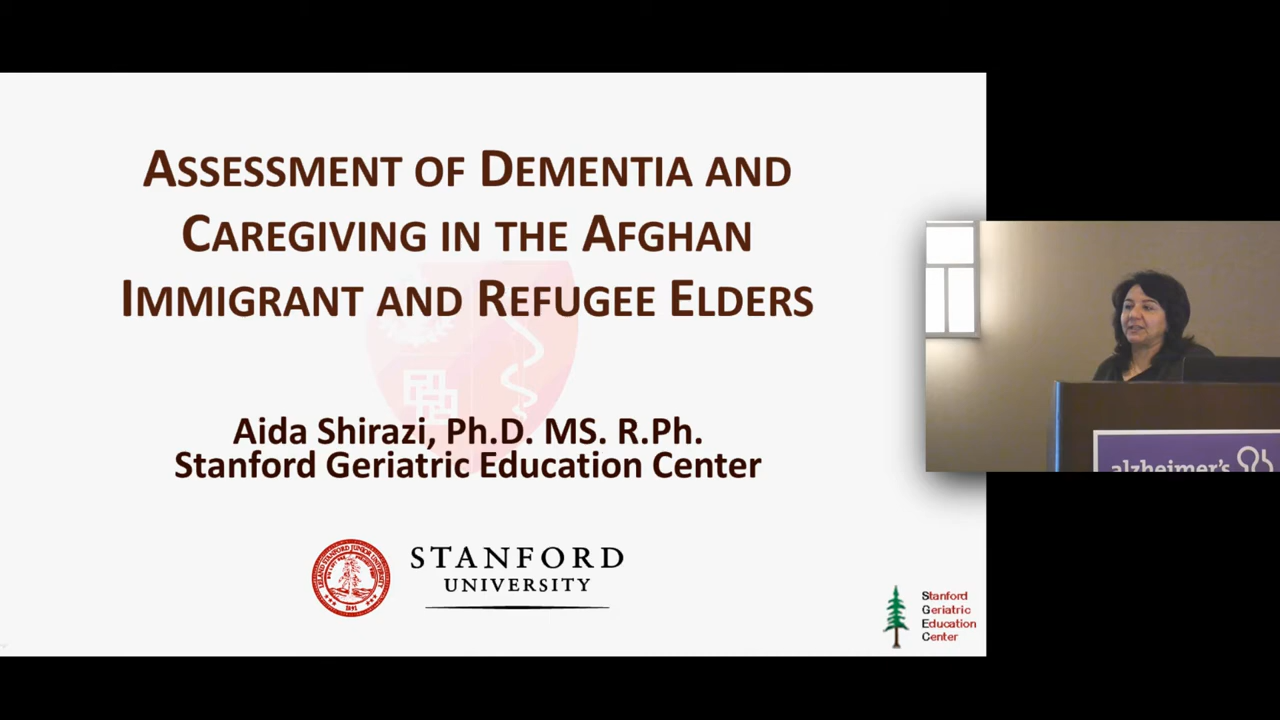 ASSESSMENT OF DEMENTIA AND
CAREGIVING IN THE AFGHAN
IMMIGRANT AND REFUGEE ELDERS
Aida Shirazi, Ph.D. MS. R.Ph.
Stanford Geriatric Education Center
STANFORD
UNIVERSITY
Stanford
Geriatric
Education
Center
alzheimer's